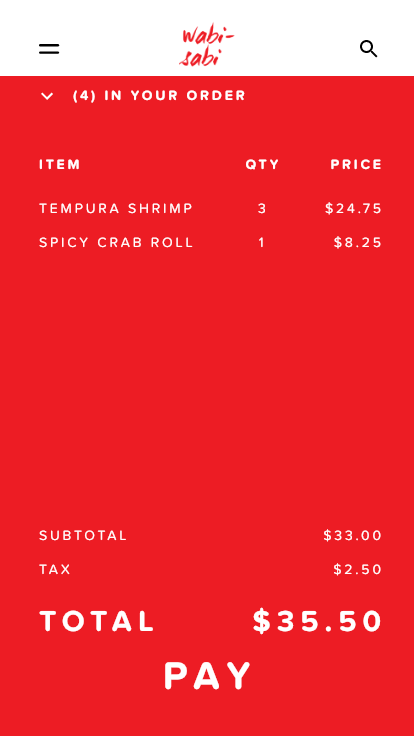 wabi-
sabi
(4) IN YOUR ORDER
ITEM QTY PRICE
TEMPURA SHRIMP 3 $24.75
SPICY CRAB ROLL 1 $8.25
SUBTOTAL $33.00
TAX $2.50
TOTAL $35.50
PAY